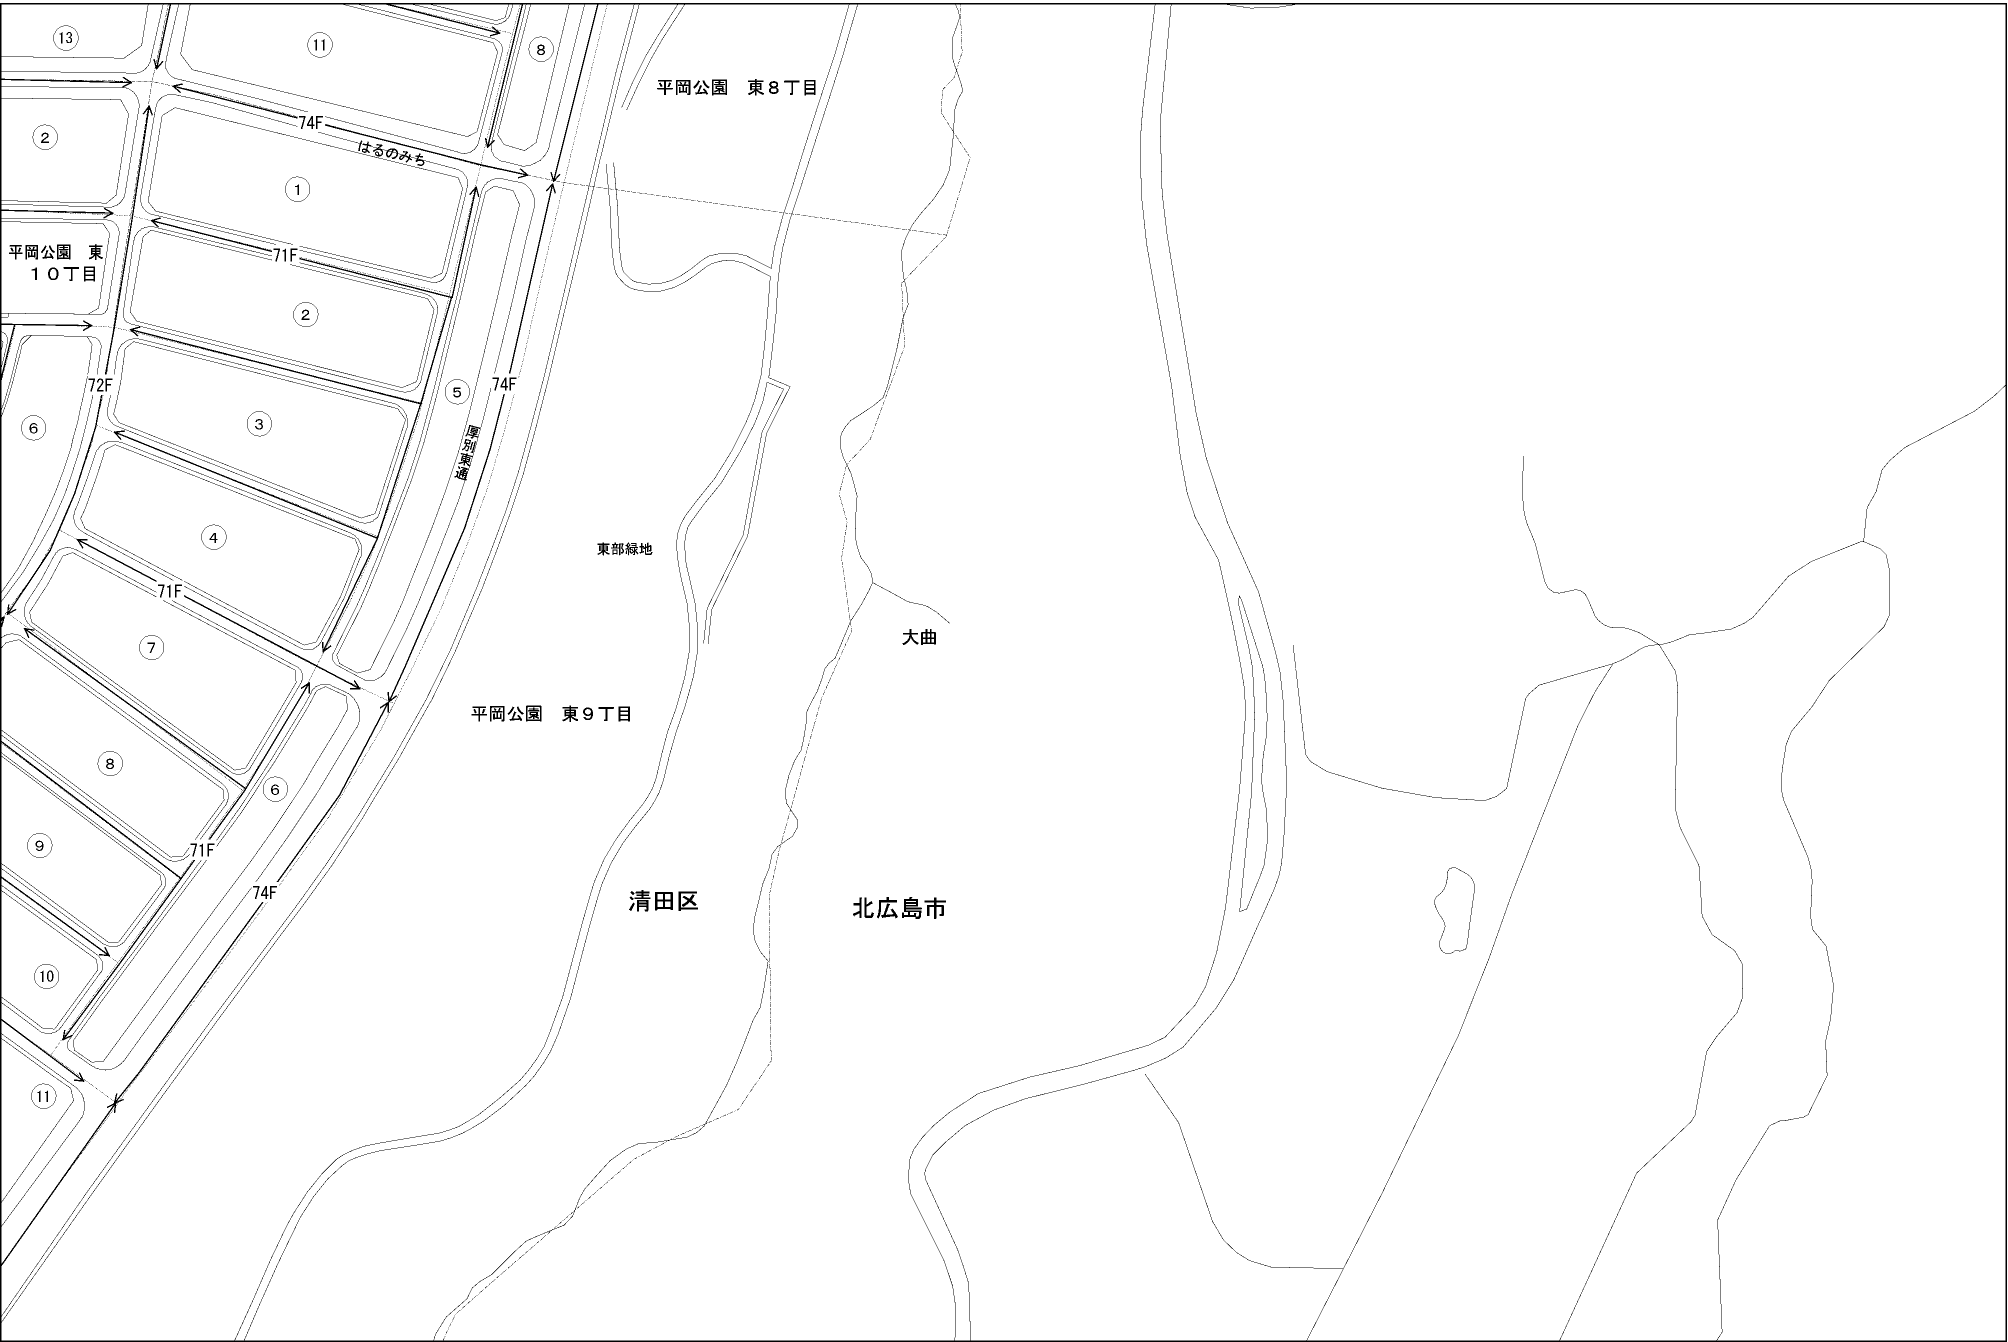 ⑬
⑪
⑧
平岡公園　東８丁目
74F
はるのみち
②
①
平岡公園　東
１０丁目
71F
②
72F
74F
⑤
③
⑥
厚別東通
④
東部緑地
71F
大曲
⑦
平岡公園　東９丁目
⑧
⑥
⑨
71F
74F
清田区
北広島市
⑩
⑪